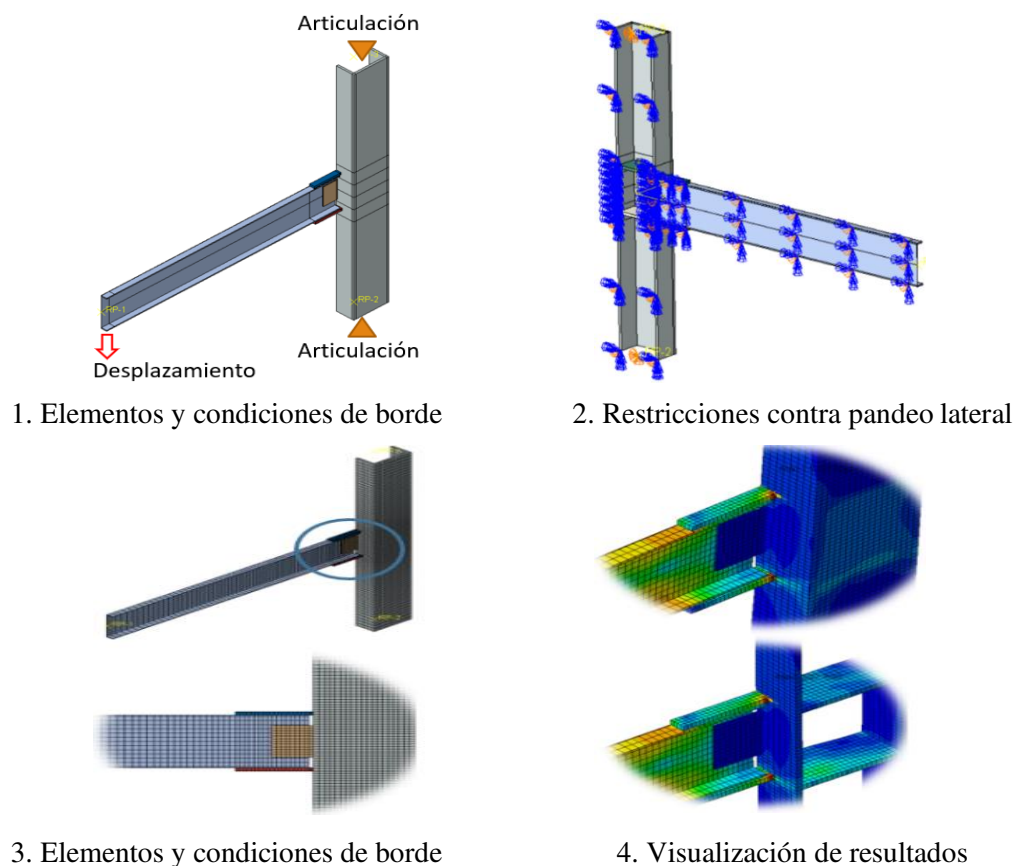 Articulación
RP-1
RP-2
Articulación
Desplazamiento
1. Elementos y condiciones de borde
2. Restricciones contra pandeo lateral
3. Elementos y condiciones de borde
4. Visualización de resultados